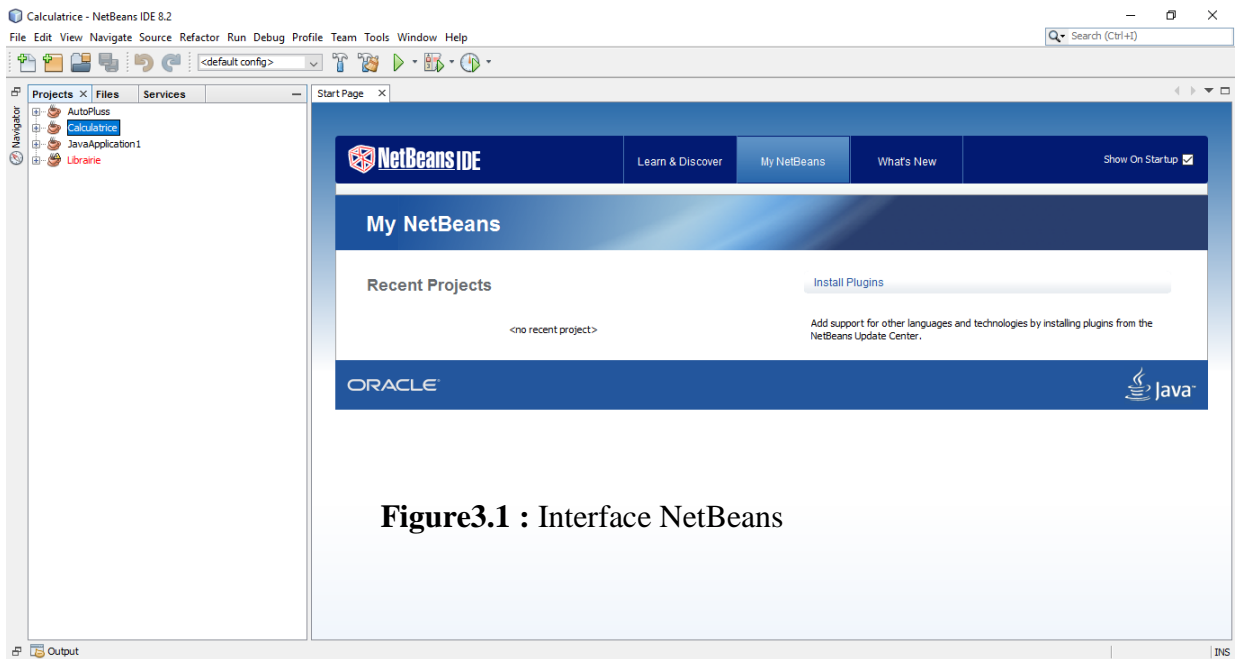 Calculatrice - NetBeans IDE 8.2
File Edit View Navigate Source Refactor Run Debug Profile Team Tools Window Help
Search (Ctrl+I)
<default config>
Projects Files Services
Start Page
Navigator
AutoPluss
Calculatrice
JavaApplication1
Librairie
NetBeans IDE
Learn & Discover
My NetBeans
What's New
Show On Startup
My NetBeans
Recent Projects
<no recent project>
Install Plugins
Add support for other languages and technologies by installing plugins from the
NetBeans Update Center.
ORACLE
Java
Figure3.1 : Interface NetBeans
Output
INS